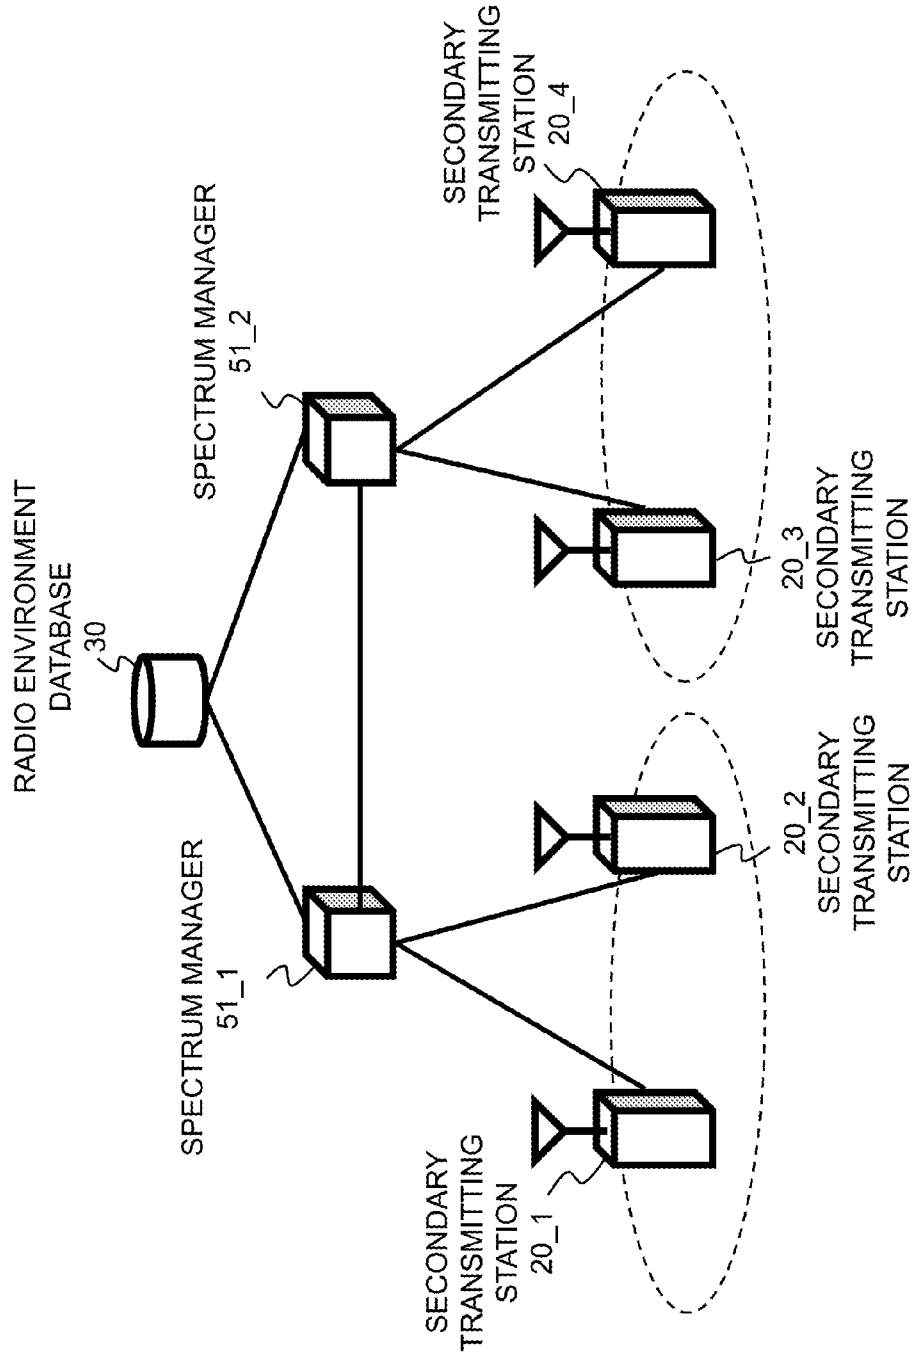 RADIO ENVIRONMENT
DATABASE
30
SPECTRUM MANAGER
51_1
SPECTRUM MANAGER
51_2
SECONDARY
TRANSMITTING
STATION
20_1
20_2
SECONDARY
TRANSMITTING
STATION
20_3
SECONDARY
TRANSMITTING
STATION
SECONDARY
TRANSMITTING
STATION
20_4